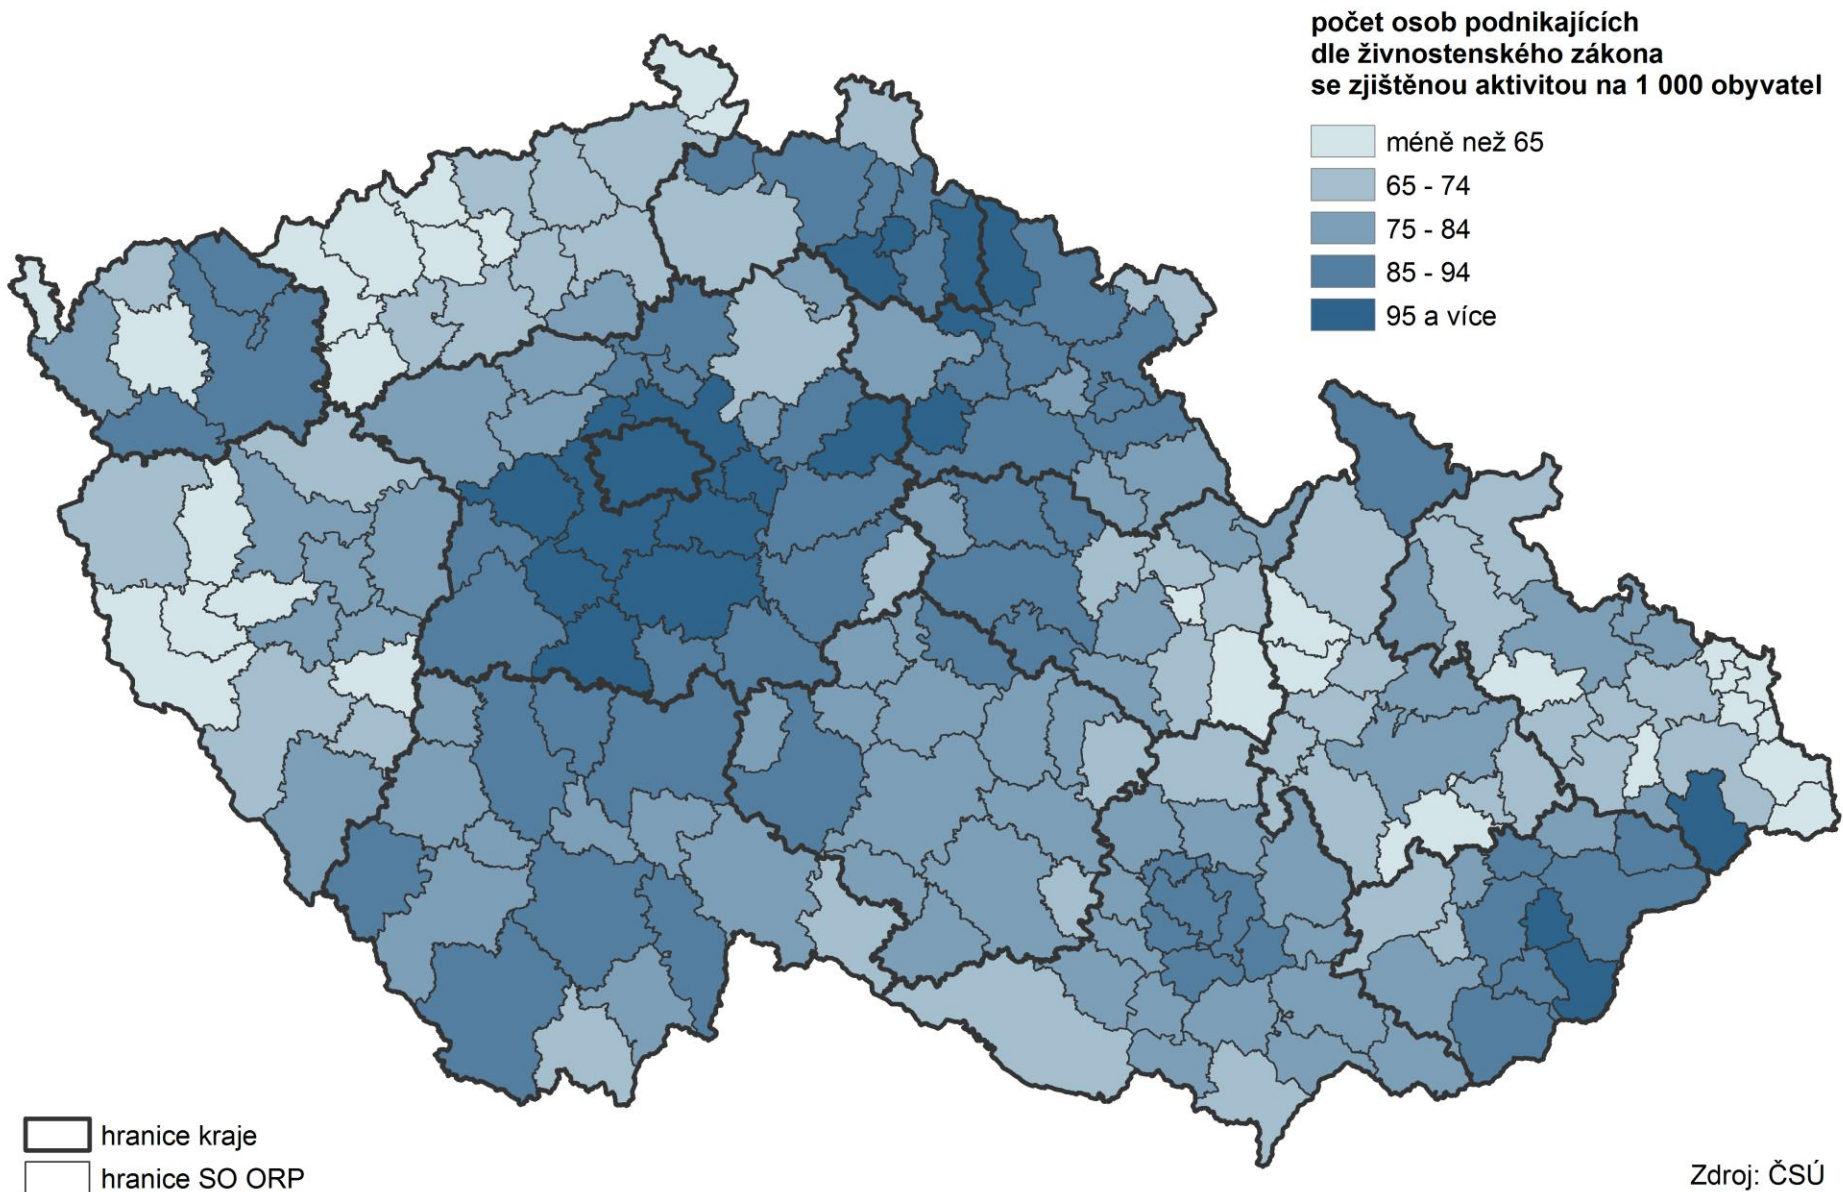 počet osob podnikajících
dle živnostenského zákona
se zjištěnou aktivitou na 1 000 obyvatel
méně než 65
65 - 74
75 - 84
85 - 94
95 a více
hranice kraje
hranice SO ORP
Zdroj: ČSÚ